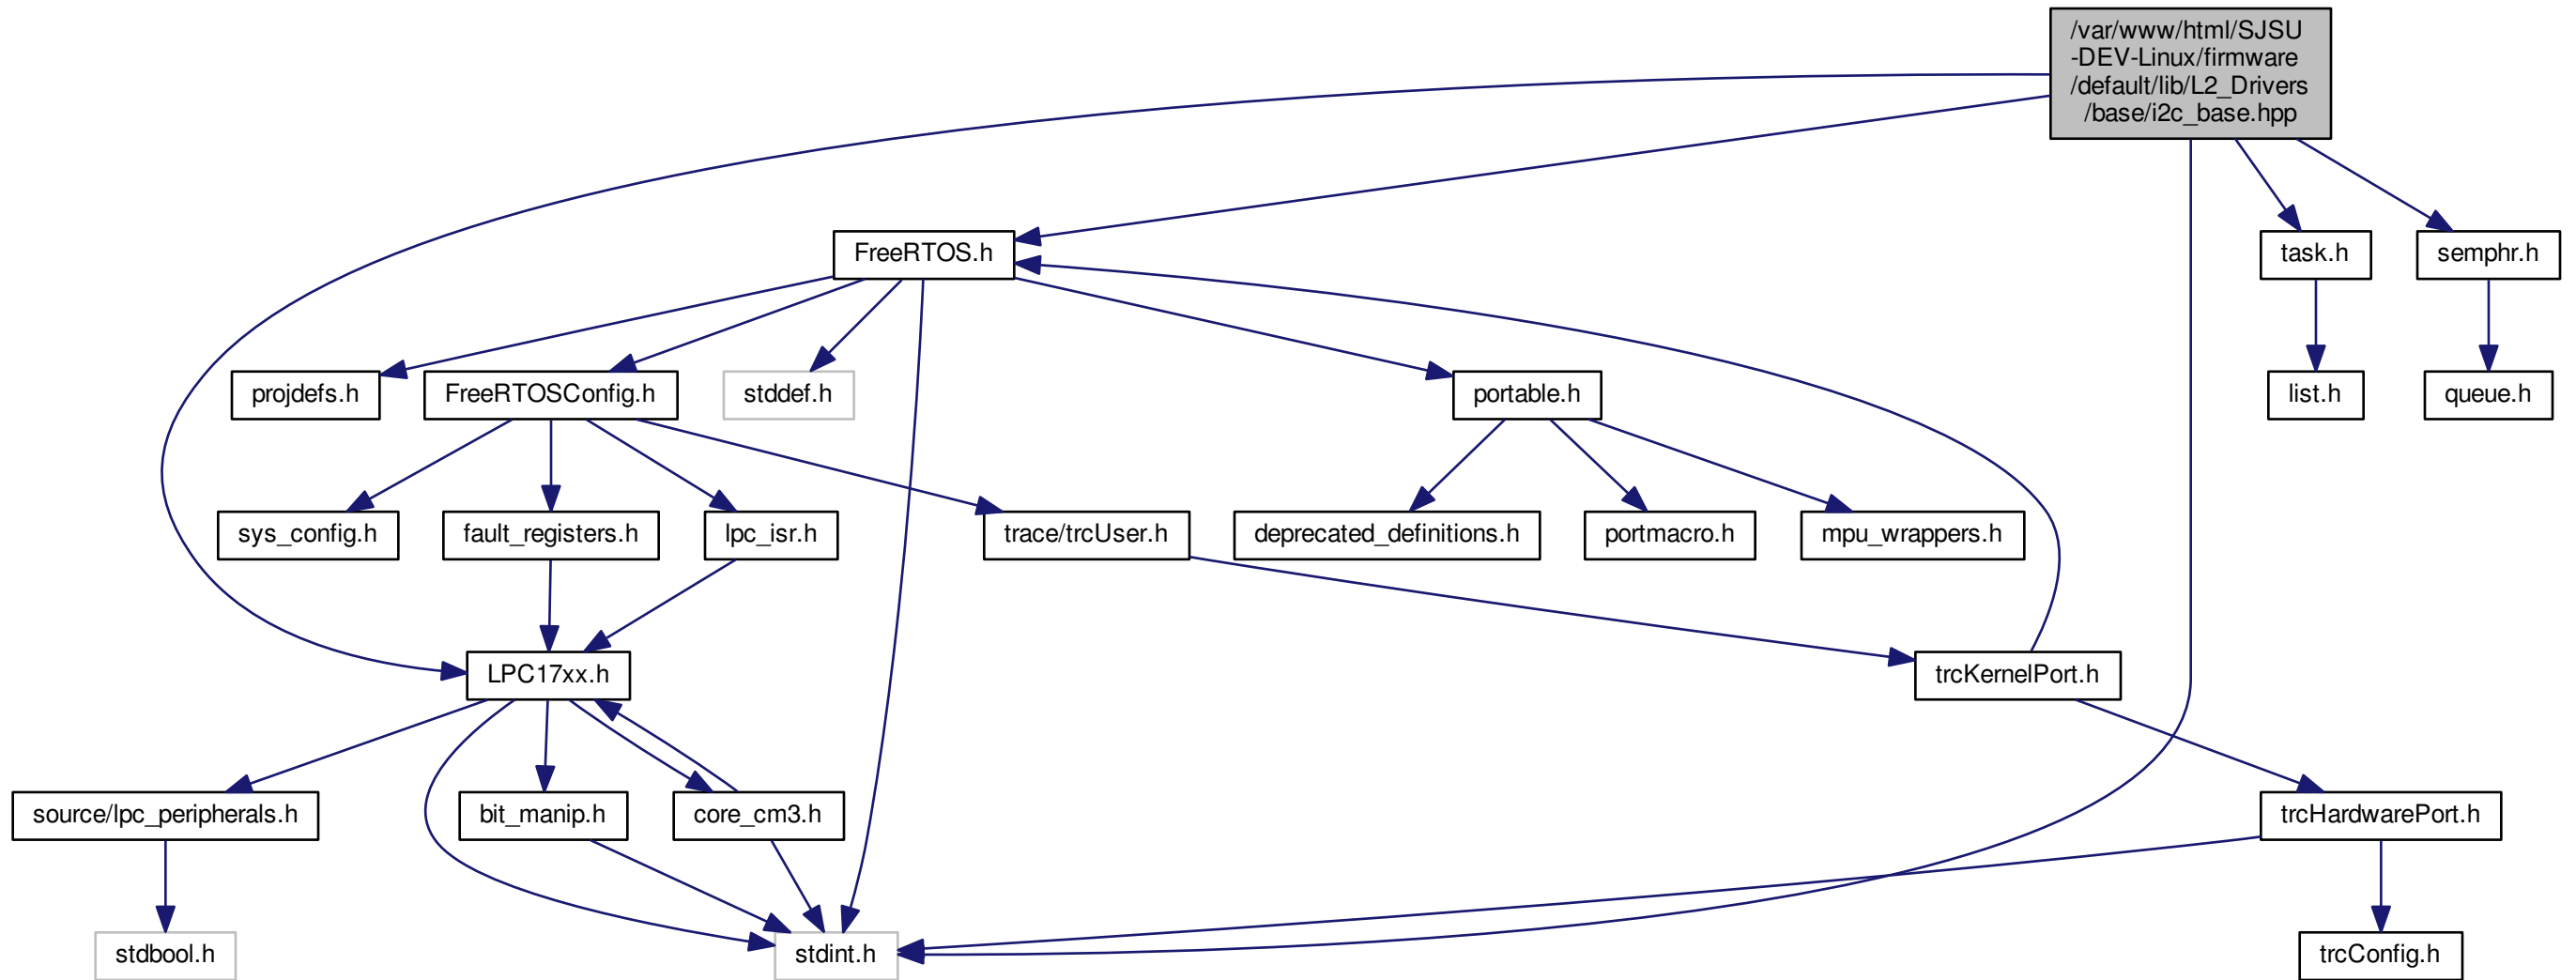 /var/www/html/SJSU
-DEV-Linux/firmware
/default/lib/L2_Drivers
/base/i2c_base.hpp
FreeRTOS.h
task.h
semphr.h
projdefs.h
FreeRTOSConfig.h
stddef.h
portable.h
list.h
queue.h
sys_config.h
fault_registers.h
lpc_isr.h
trace/trcUser.h
deprecated_definitions.h
portmacro.h
mpu_wrappers.h
LPC17xx.h
trcKernelPort.h
source/lpc_peripherals.h
bit_manip.h
core_cm3.h
trcHardwarePort.h
stdbool.h
stdint.h
trcConfig.h